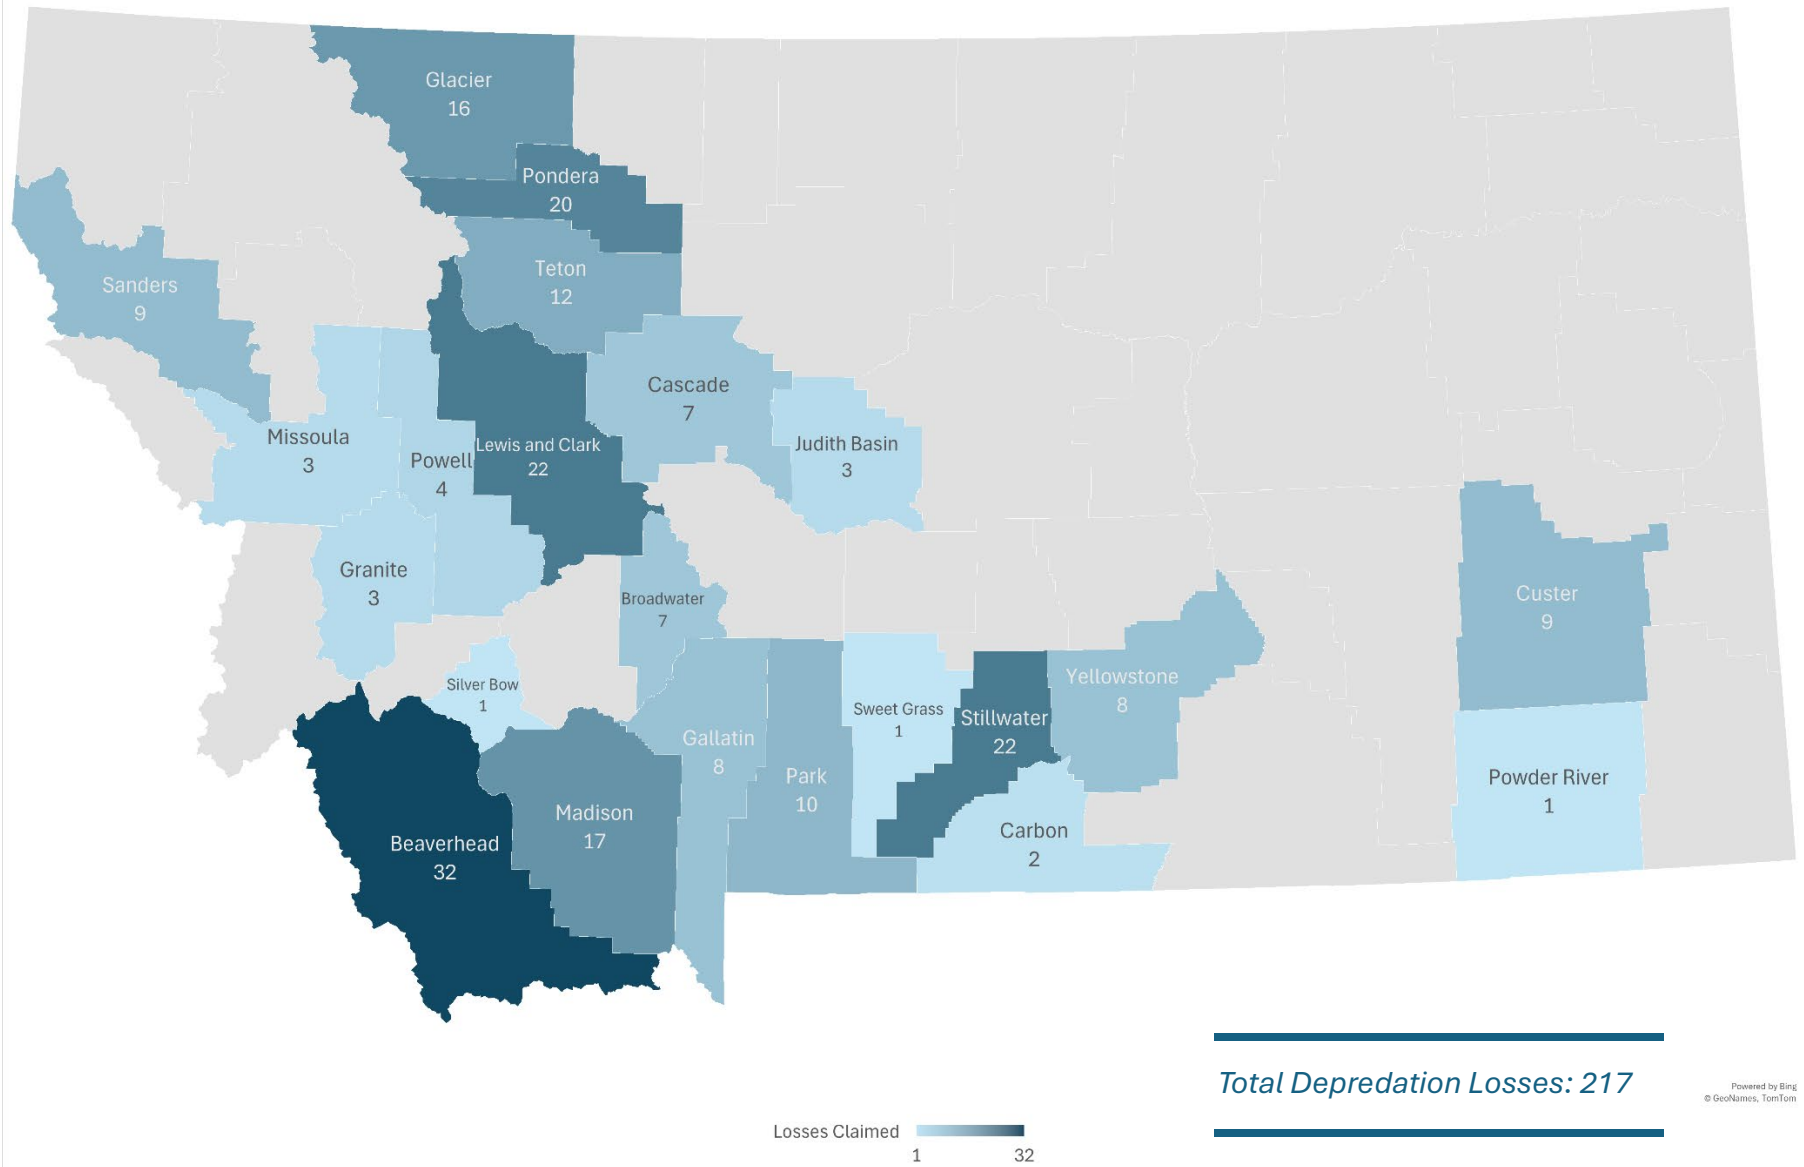 Glacier
16
Pondera
20
Teton
12
Sanders
9
Cascade
7
Missoula
3
Powell
4
Lewis and Clark
22
Judith Basin
3
Granite
3
Broadwater
7
Custer
9
Silver Bow
1
Yellowstone
8
Sweet Grass
1
Stillwater
22
Gallatin
8
Park
10
Powder River
1
Madison
17
Carbon
2
Beaverhead
32
Total Depredation Losses: 217
Powered by Bing
© GeoNames, TomTom
Losses Claimed
1 32